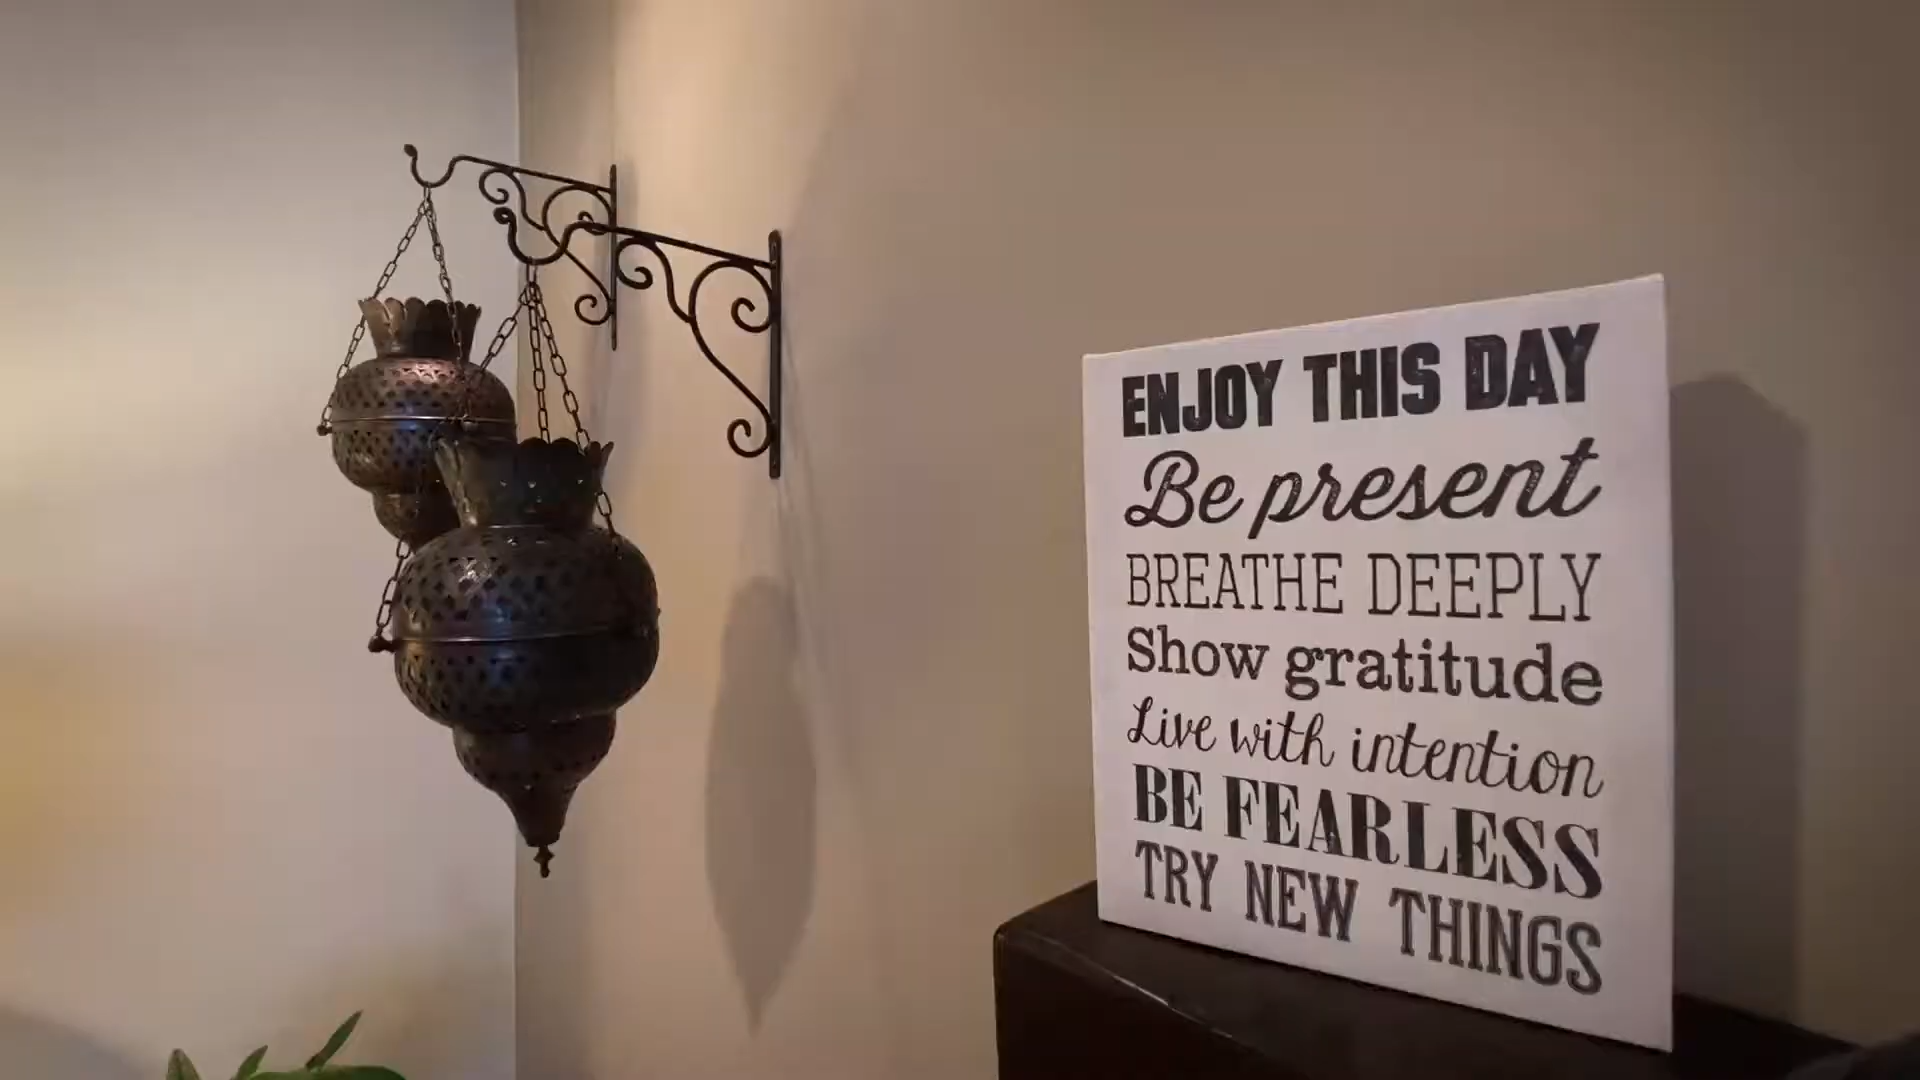 ENJOY THIS DAY
Be present
BREATHE DEEPLY
Show gratitude
Live with intention
BE FEARLESS
TRY NEW THINGS